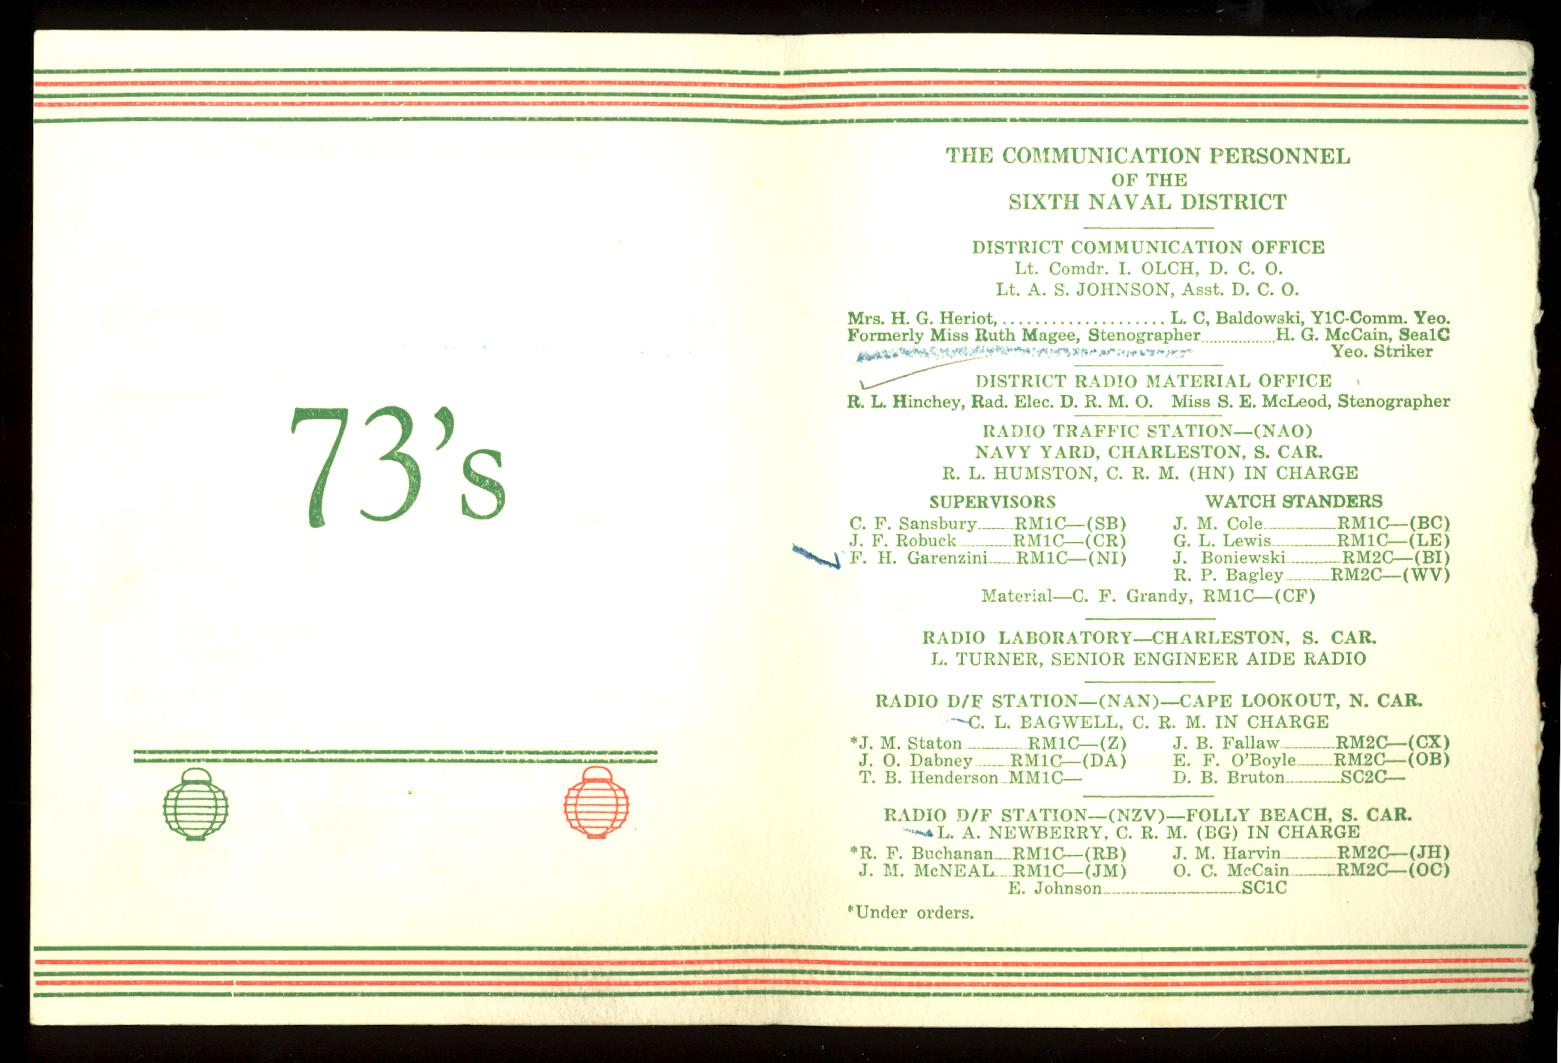 73's
THE COMMUNICATION PERSONNEL
OF THE
SIXTH NAVAL DISTRICT
DISTRICT COMMUNICATION OFFICE
Lt. Comdr. I. OLCH, D. C. O.
Lt. A. S. JOHNSON, Asst. D. C. O.
Mrs. H. G. Heriot, .................... L. C, Baldowski, Y1C-Comm. Yeo.
Formerly Miss Ruth Magee, Stenographer..............H. G. McCain, Sea1C
Yeo. Striker
DISTRICT RADIO MATERIAL OFFICE
R. L. Hinchey, Rad. Elec. D. R. M. O. Miss S. E. McLeod, Stenographer
RADIO TRAFFIC STATION—(NAO)
NAVY YARD, CHARLESTON, S. CAR.
R. L. HUMSTON, C. R. M. (HN) IN CHARGE
SUPERVISORS WATCH STANDERS
C. F. Sansbury......RM1C—(SB) J. M. Cole............RM1C—(BC)
J. F. Robuck.........RM1C—(CR) G. L. Lewis...........RM1C—(LE)
F. H. Garenzini.....RM1C—(NI) J. Boniewski.........RM2C—(BI)
R. P. Bagley.........RM2C—(WV)
Material—C. F. Grandy, RM1C—(CF)
RADIO LABORATORY—CHARLESTON, S. CAR.
L. TURNER, SENIOR ENGINEER AIDE RADIO
RADIO D/F STATION—(NAN)—CAPE LOOKOUT, N. CAR.
C. L. BAGWELL, C. R. M. IN CHARGE
*J. M. Staton...........RM1C—(Z) J. B. Fallaw..........RM2C—(CX)
J. O. Dabney......RM1C—(DA) E. F. O'Boyle.......RM2C—(OB)
T. B. Henderson..MM1C— D. B. Bruton.........SC2C—
RADIO D/F STATION—(NZV)—FOLLY BEACH, S. CAR.
L. A. NEWBERRY, C. R. M. (BG) IN CHARGE
*R. F. Buchanan...RM1C—(RB) J. M. Harvin..........RM2C—(JH)
J. M. McNEAL...RM1C—(JM) O. C. McCain........RM2C—(OC)
E. Johnson.........................SC1C
*Under orders.